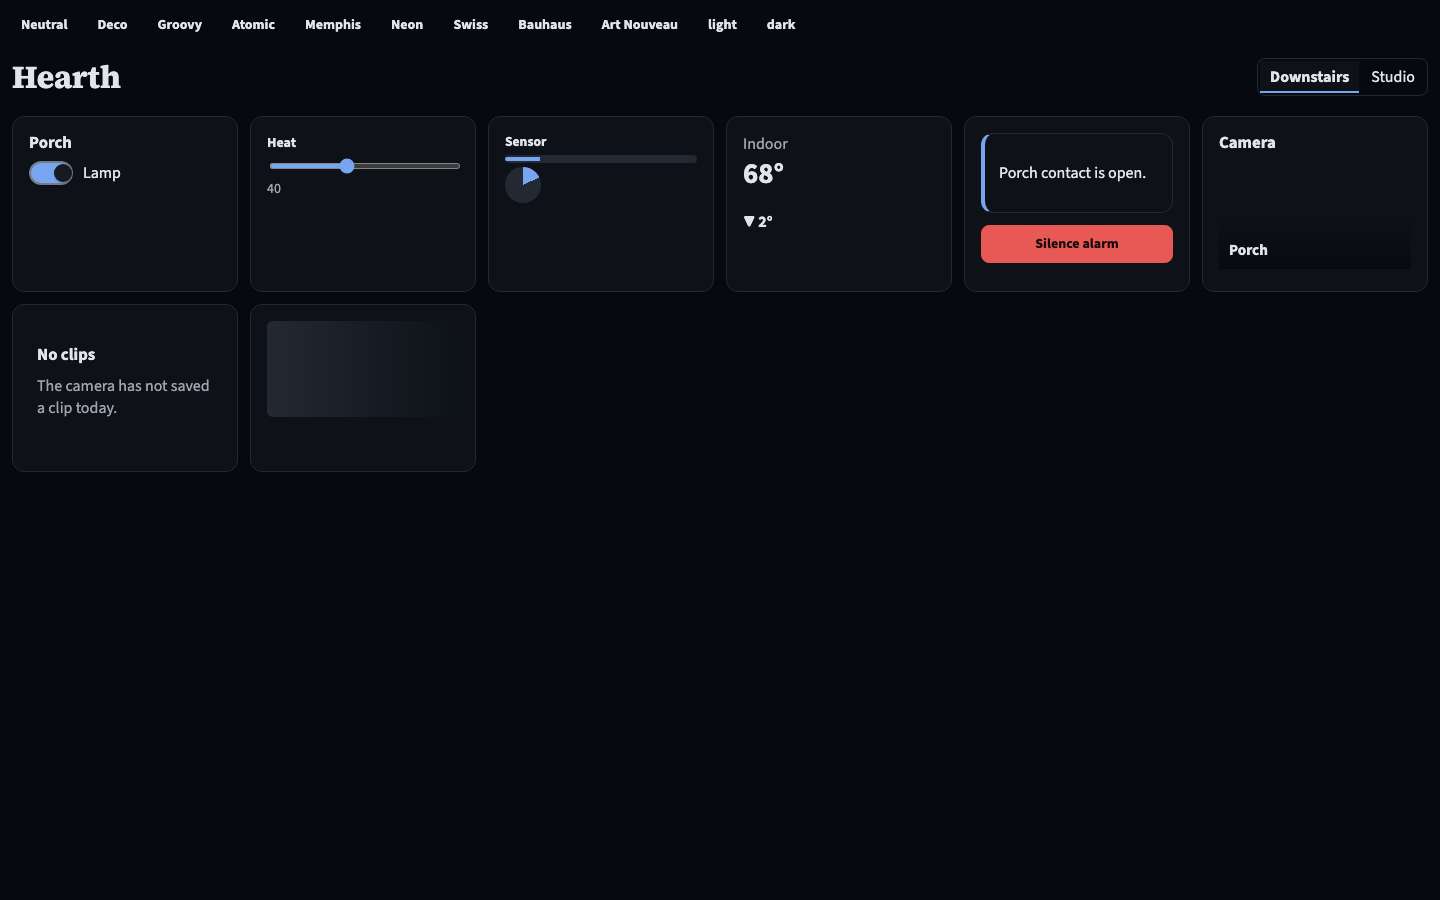 Neutral Deco Groovy Atomic Memphis Neon Swiss Bauhaus Art Nouveau light dark
Hearth
Downstairs Studio
Porch
Lamp
Heat
40
Sensor
Indoor
68°
▼ 2°
Porch contact is open.
Silence alarm
Camera
Porch
No clips
The camera has not saved
a clip today.